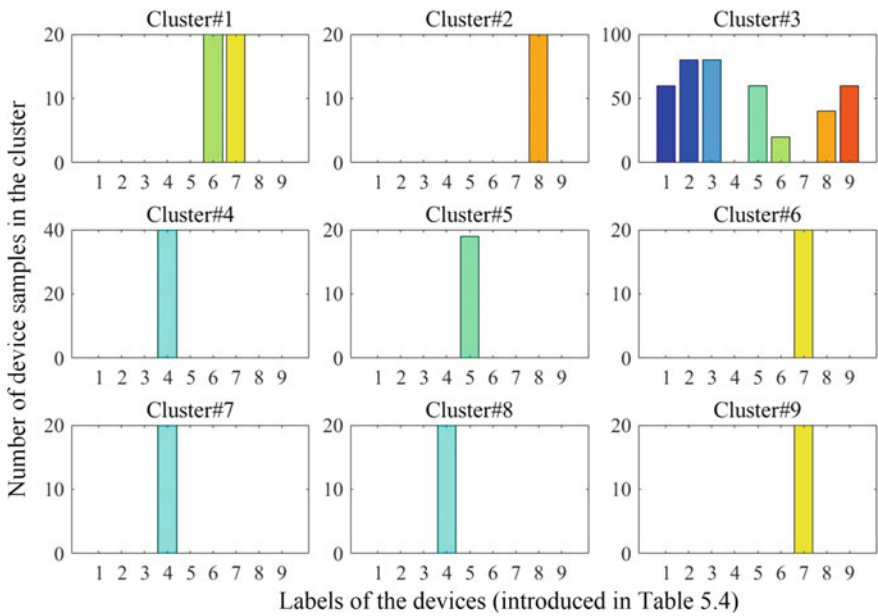 Cluster#1
Cluster#2
Cluster#3
20
10
0
1 2 3 4 5 6 7 8 9
20
10
0
1 2 3 4 5 6 7 8 9
100
50
0
1 2 3 4 5 6 7 8 9
Cluster#4
Cluster#5
Cluster#6
40
20
0
1 2 3 4 5 6 7 8 9
20
10
0
1 2 3 4 5 6 7 8 9
20
10
0
1 2 3 4 5 6 7 8 9
Cluster#7
Cluster#8
Cluster#9
20
10
0
1 2 3 4 5 6 7 8 9
20
10
0
1 2 3 4 5 6 7 8 9
20
10
0
1 2 3 4 5 6 7 8 9
Number of device samples in the cluster
Labels of the devices (introduced in Table 5.4)